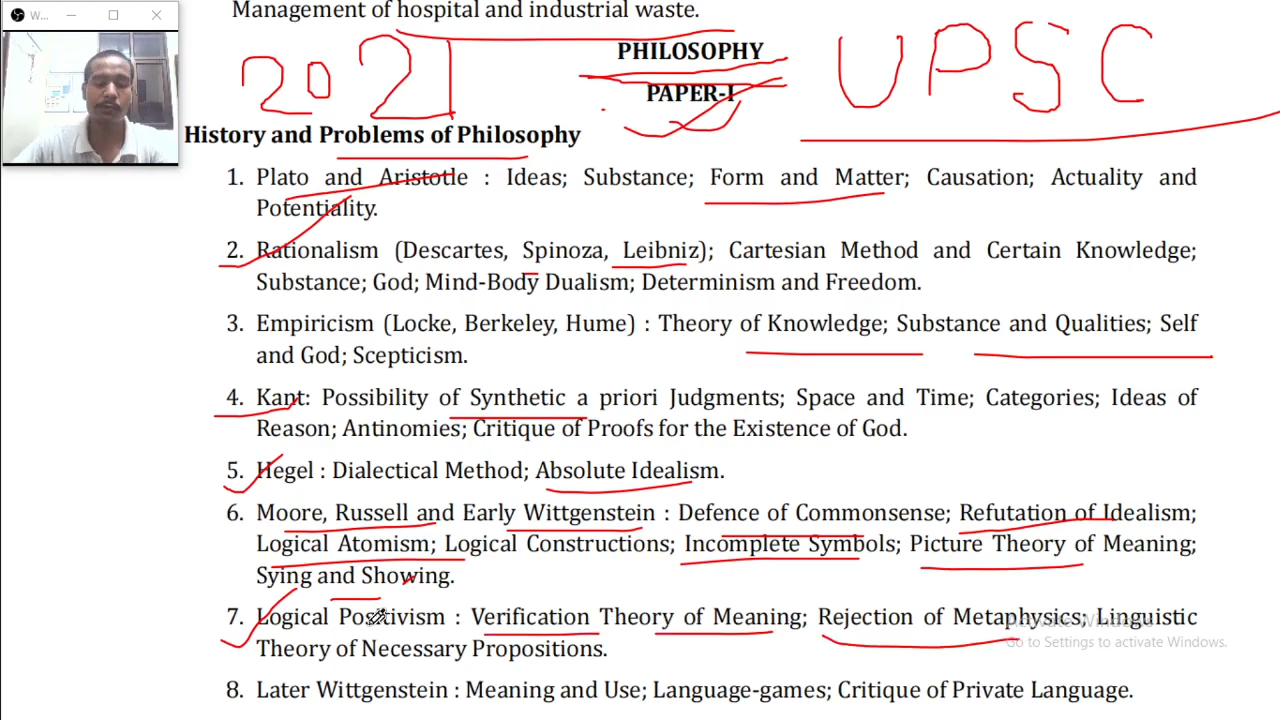 W...
Management of hospital and industrial waste.
2021
UPSC
PHILOSOPHY
PAPER-I
History and Problems of Philosophy
1. Plato and Aristotle : Ideas; Substance; Form and Matter; Causation; Actuality and
Potentiality.
2. Rationalism (Descartes, Spinoza, Leibniz); Cartesian Method and Certain Knowledge;
Substance; God; Mind-Body Dualism; Determinism and Freedom.
3. Empiricism (Locke, Berkeley, Hume) : Theory of Knowledge; Substance and Qualities; Self
and God; Scepticism.
4. Kant: Possibility of Synthetic a priori Judgments; Space and Time; Categories; Ideas of
Reason; Antinomies; Critique of Proofs for the Existence of God.
5. Hegel : Dialectical Method; Absolute Idealism.
6. Moore, Russell and Early Wittgenstein : Defence of Commonsense; Refutation of Idealism;
Logical Atomism; Logical Constructions; Incomplete Symbols; Picture Theory of Meaning;
Sying and Showing.
7. Logical Positivism : Verification Theory of Meaning; Rejection of Metaphysics; Linguistic
Theory of Necessary Propositions.
Activate Windows
Go to Settings to activate Windows.
8. Later Wittgenstein : Meaning and Use; Language-games; Critique of Private Language.